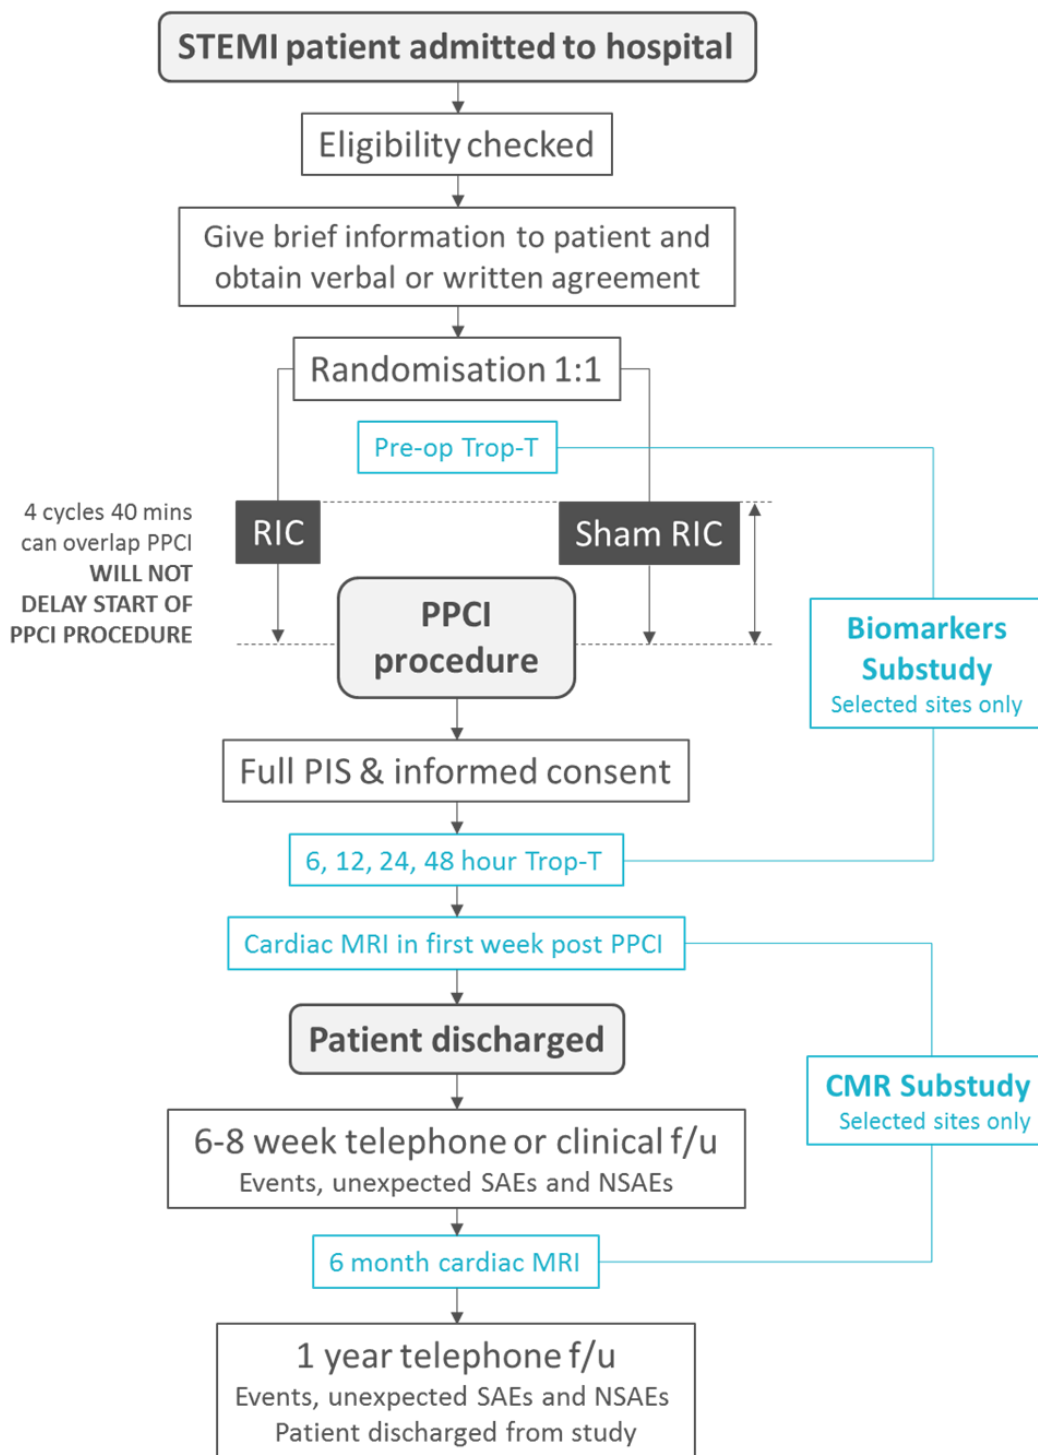 STEMI patient admitted to hospital
Eligibility checked
Give brief information to patient and
obtain verbal or written agreement
Randomisation 1:1
Pre-op Trop-T
4 cycles 40 mins
can overlap PPCI
WILL NOT
DELAY START OF
PPCI PROCEDURE
RIC
Sham RIC
PPCI
procedure
Biomarkers
Substudy
Selected sites only
Full PIS & informed consent
6, 12, 24, 48 hour Trop-T
Cardiac MRI in first week post PPCI
Patient discharged
CMR Substudy
Selected sites only
6-8 week telephone or clinical f/u
Events, unexpected SAEs and NSAEs
6 month cardiac MRI
1 year telephone f/u
Events, unexpected SAEs and NSAEs
Patient discharged from study